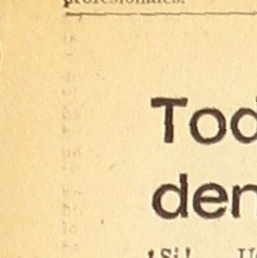 profesionales.
Tod
den
¡Sí! U